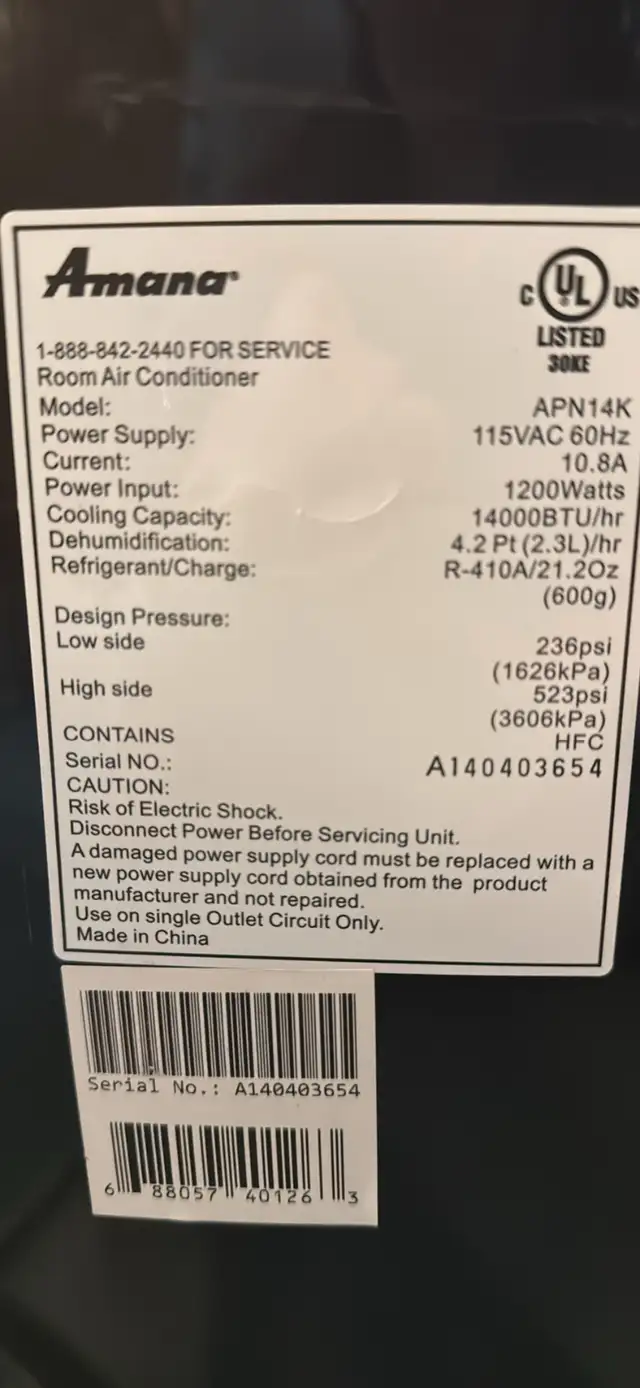 Amana
C UL US
LISTED
30KE
1-888-842-2440 FOR SERVICE
Room Air Conditioner
Model: APN14K
Power Supply: 115VAC 60Hz
Current: 10.8A
Power Input: 1200Watts
Cooling Capacity: 14000BTU/hr
Dehumidification: 4.2 Pt (2.3L)/hr
Refrigerant/Charge: R-410A/21.2Oz
(600g)
Design Pressure:
Low side 236psi
(1626kPa)
High side 523psi
(3606kPa)
CONTAINS HFC
Serial NO.: A140403654
CAUTION:
Risk of Electric Shock.
Disconnect Power Before Servicing Unit.
A damaged power supply cord must be replaced with a
new power supply cord obtained from the product
manufacturer and not repaired.
Use on single Outlet Circuit Only.
Made in China
Serial No.: A140403654
6 88057 40126 3